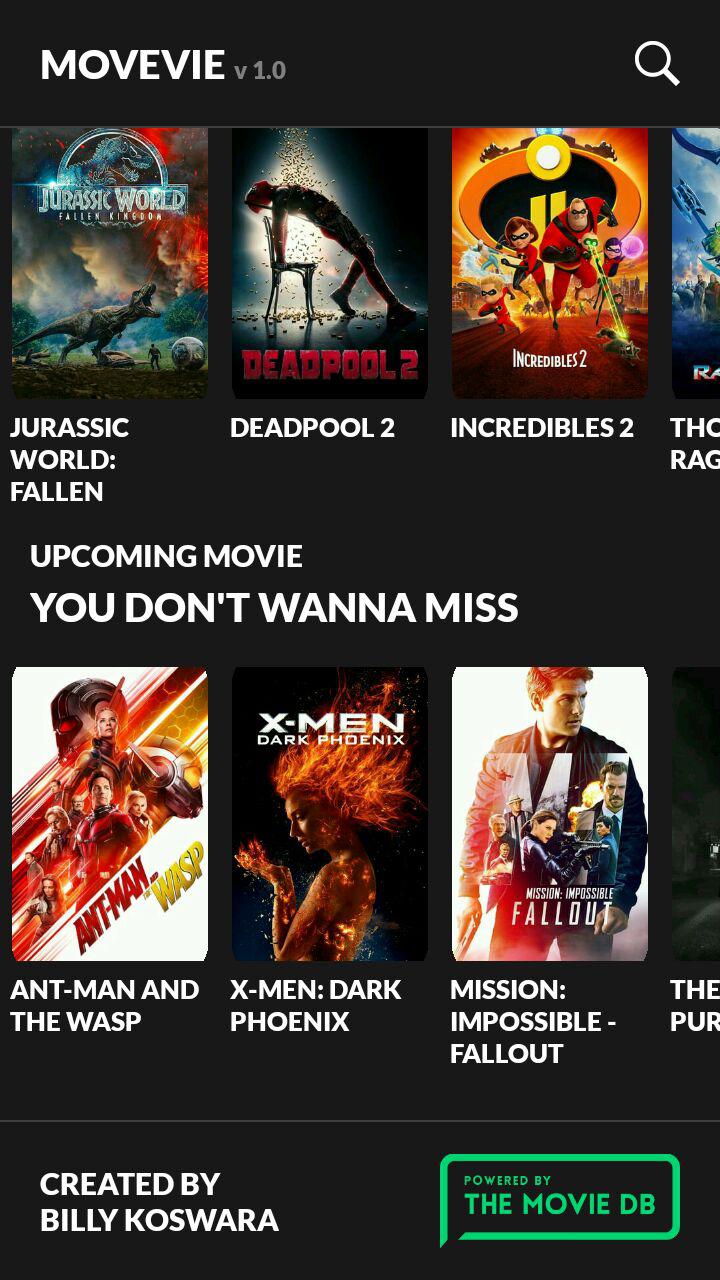 MOVEVIE v 1.0
JURASSIC WORLD
FALLEN KINGDOM
DEADPOOL 2
INCREDIBLES 2
RA
JURASSIC
WORLD:
FALLEN
DEADPOOL 2
INCREDIBLES 2
THO
RAG
UPCOMING MOVIE
YOU DON'T WANNA MISS
ANT-MAN
AND THE
WASP
X-MEN
DARK PHOENIX
MISSION: IMPOSSIBLE
FALLOUT
ANT-MAN AND
THE WASP
X-MEN: DARK
PHOENIX
MISSION:
IMPOSSIBLE -
FALLOUT
THE
PUR
CREATED BY
BILLY KOSWARA
POWERED BY
THE MOVIE DB